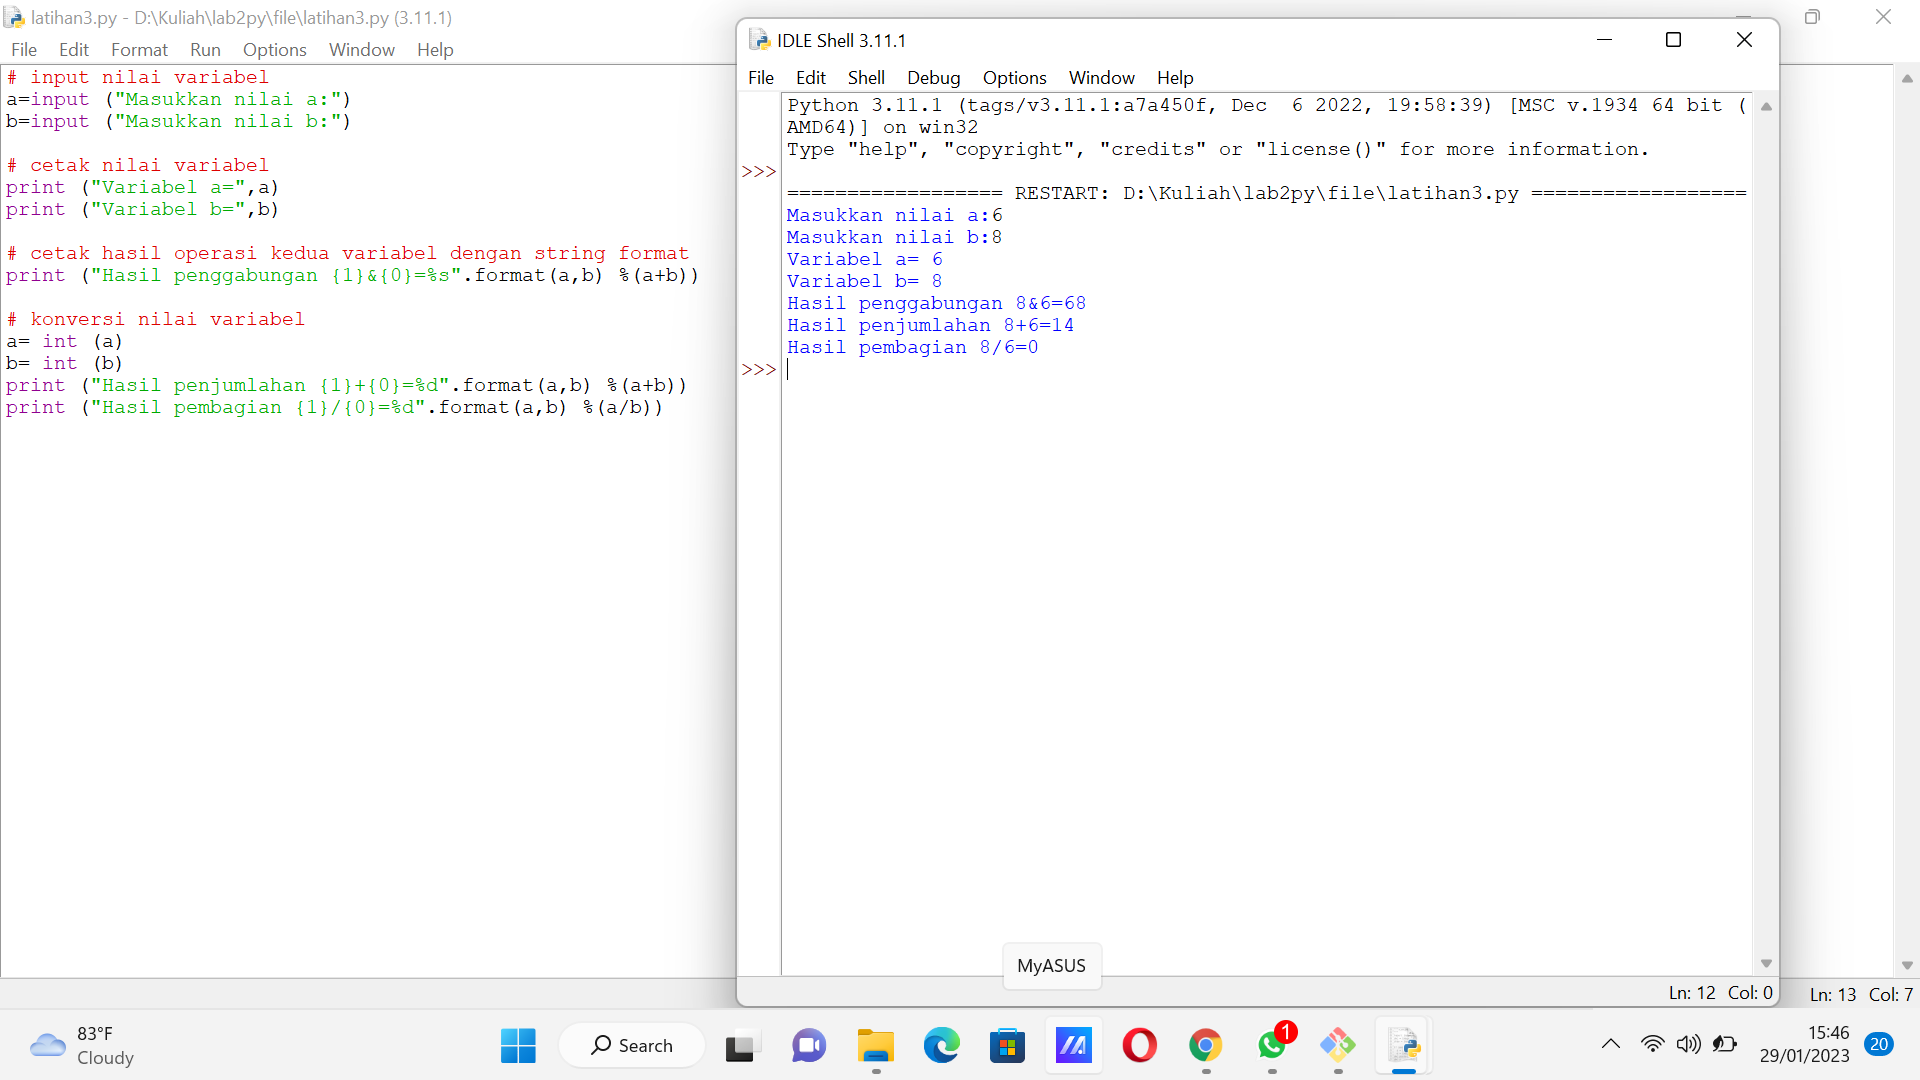 latihan3.py - D:\Kuliah\lab2py\file\latihan3.py (3.11.1)
File Edit Format Run Options Window Help
# input nilai variabel
a=input ("Masukkan nilai a:")
b=input ("Masukkan nilai b:")
# cetak nilai variabel
print ("Variabel a=",a)
print ("Variabel b=",b)
# cetak hasil operasi kedua variabel dengan string format
print ("Hasil penggabungan {1}&{0}=%s".format(a,b) %(a+b))
# konversi nilai variabel
a= int (a)
b= int (b)
print ("Hasil penjumlahan {1}+{0}=%d".format(a,b) %(a+b))
print ("Hasil pembagian {1}/{0}=%d".format(a,b) %(a/b))
IDLE Shell 3.11.1
File Edit Shell Debug Options Window Help
Python 3.11.1 (tags/v3.11.1:a7a450f, Dec  6 2022, 19:58:39) [MSC v.1934 64 bit (
AMD64)] on win32
Type "help", "copyright", "credits" or "license()" for more information.
>>>
================== RESTART: D:\Kuliah\lab2py\file\latihan3.py ==================
Masukkan nilai a:6
Masukkan nilai b:8
Variabel a= 6
Variabel b= 8
Hasil penggabungan 8&6=68
Hasil penjumlahan 8+6=14
Hasil pembagian 8/6=0
>>>
MyASUS
Ln: 12 Col: 0
Ln: 13 Col: 7
83°F
Cloudy
Search
1
15:46
29/01/2023
20